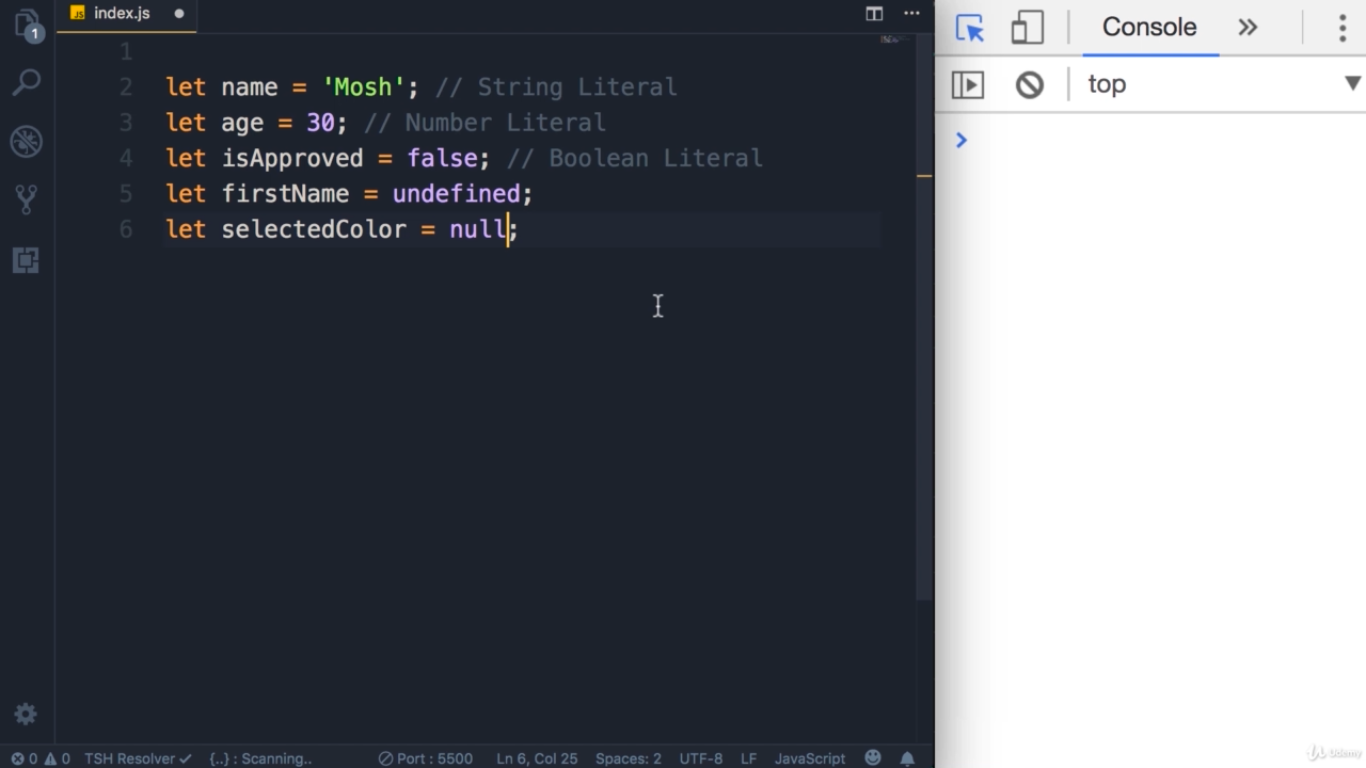 JS index.js
1
1
2 let name = 'Mosh'; // String Literal
3 let age = 30; // Number Literal
4 let isApproved = false; // Boolean Literal
5 let firstName = undefined;
6 let selectedColor = null;
0 0 TSH Resolver ✓ {..} : Scanning.. Port : 5500 Ln 6, Col 25 Spaces: 2 UTF-8 LF JavaScript
Console »
top
Udemy